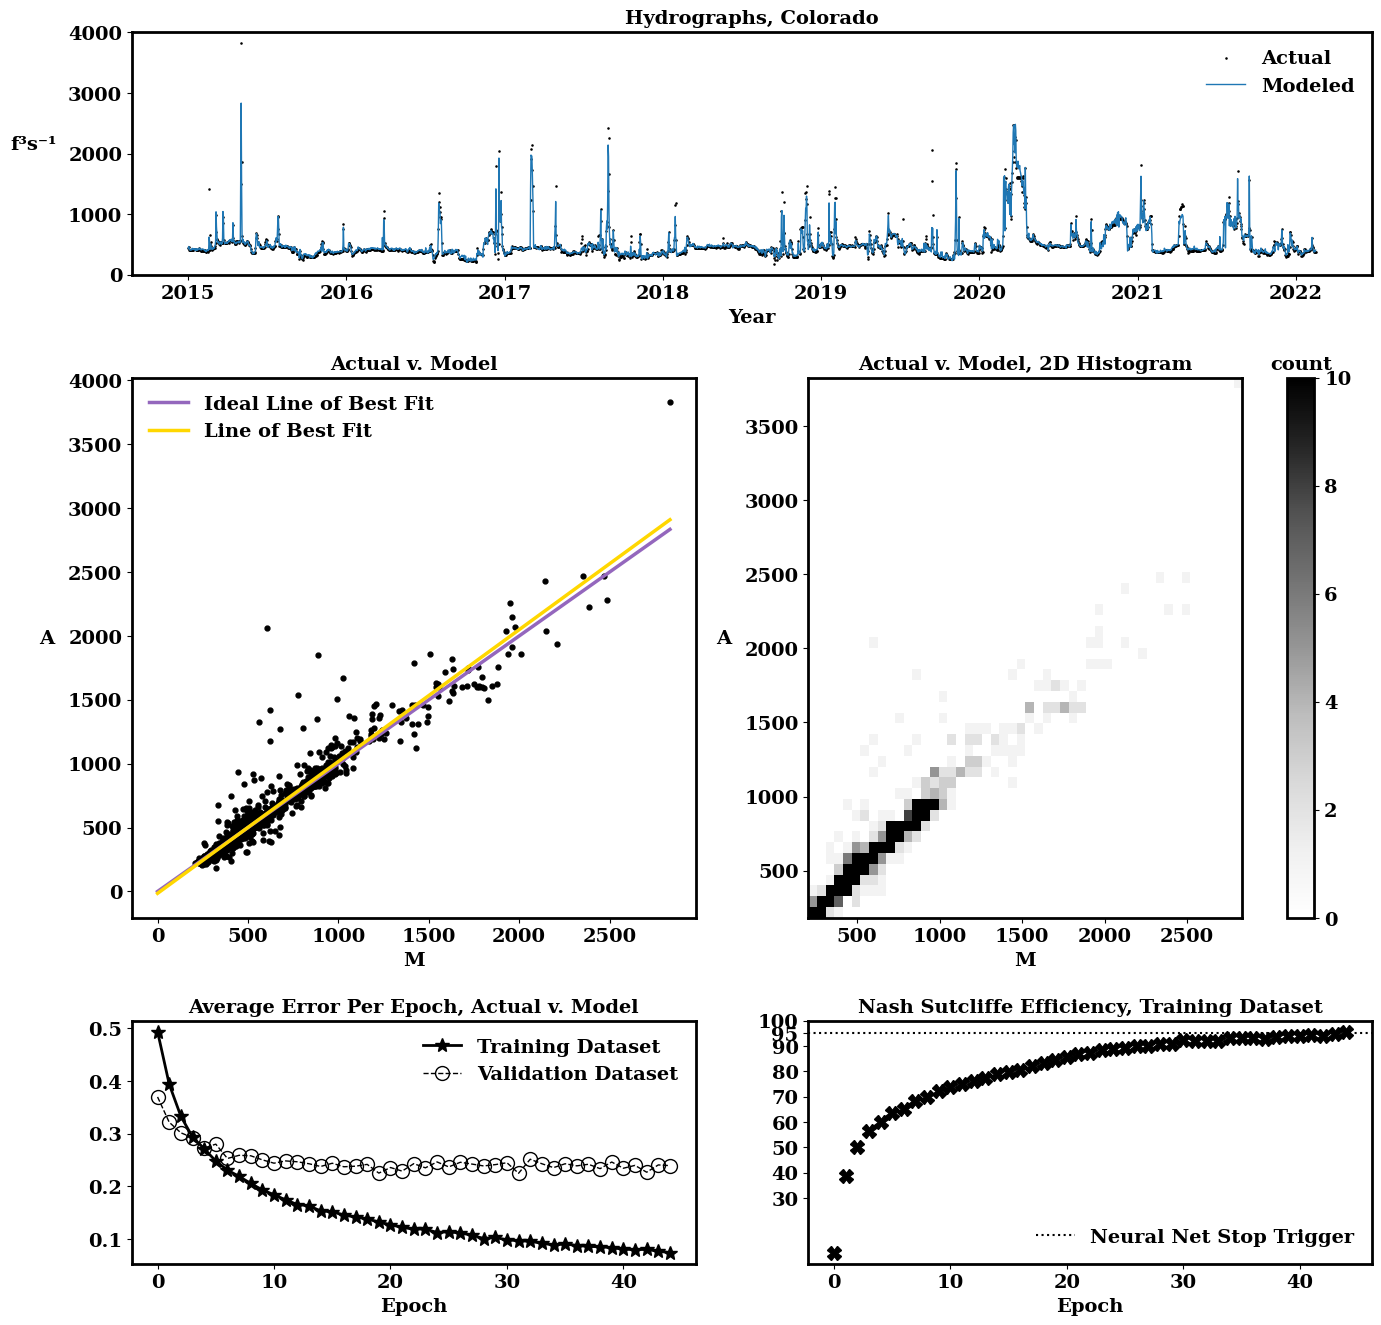 Hydrographs, Colorado
4000
3000
2000
1000
0
f³s⁻¹
Actual
Modeled
2015 2016 2017 2018 2019 2020 2021 2022
Year
Actual v. Model
4000
3500
3000
2500
2000
1500
1000
500
0
A
Ideal Line of Best Fit
Line of Best Fit
0 500 1000 1500 2000 2500
M
Actual v. Model, 2D Histogram
3500
3000
2500
2000
1500
1000
500
A
500 1000 1500 2000 2500
M
count
10
8
6
4
2
0
Average Error Per Epoch, Actual v. Model
0.5
0.4
0.3
0.2
0.1
Training Dataset
Validation Dataset
0 10 20 30 40
Epoch
Nash Sutcliffe Efficiency, Training Dataset
100
95
90
80
70
60
50
40
30
Neural Net Stop Trigger
0 10 20 30 40
Epoch